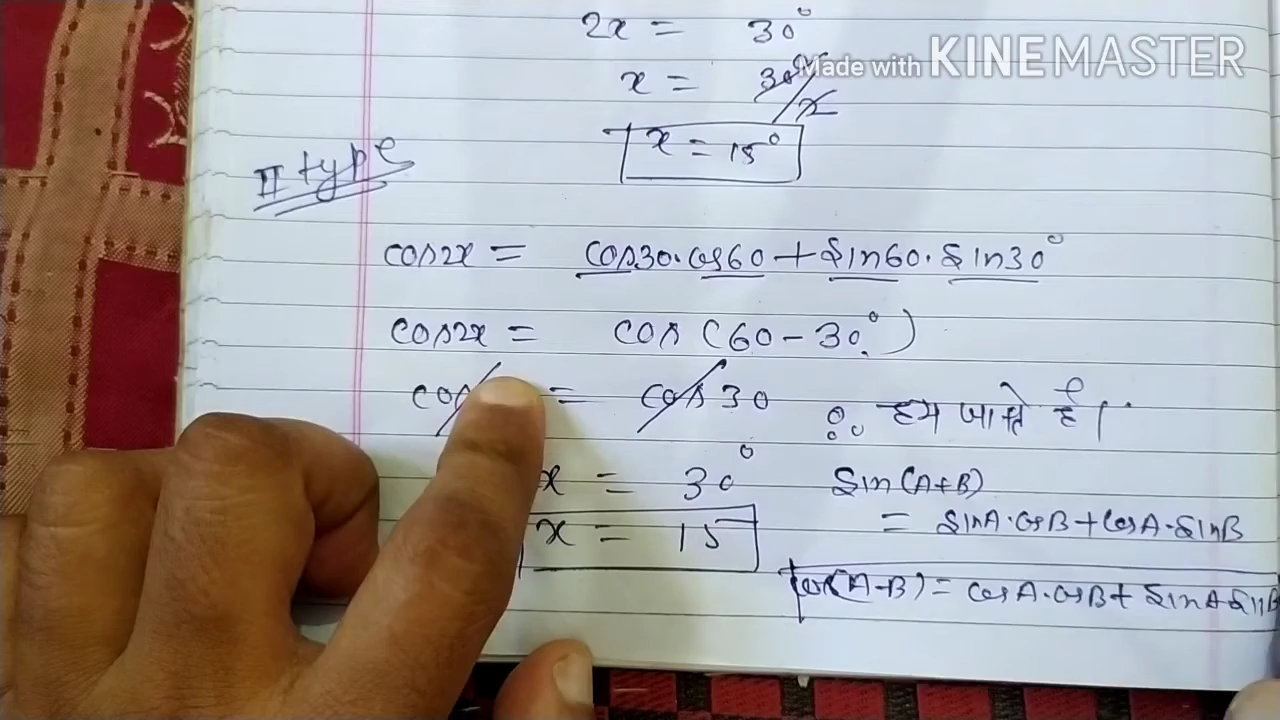 2x = 30°
Made with KINEMASTER
x = 30°/2
x = 15°
II type
cos2x = cos30.cos60 + sin60.sin30°
cos2x = cos(60-30°)
cos = cos30 ∴ हम जानते हैं।
x = 30° sin(A+B)
x = 15 = sinA.cosB+cosA.sinB
cos(A-B) = cosA.cosB+ sinA.sinB